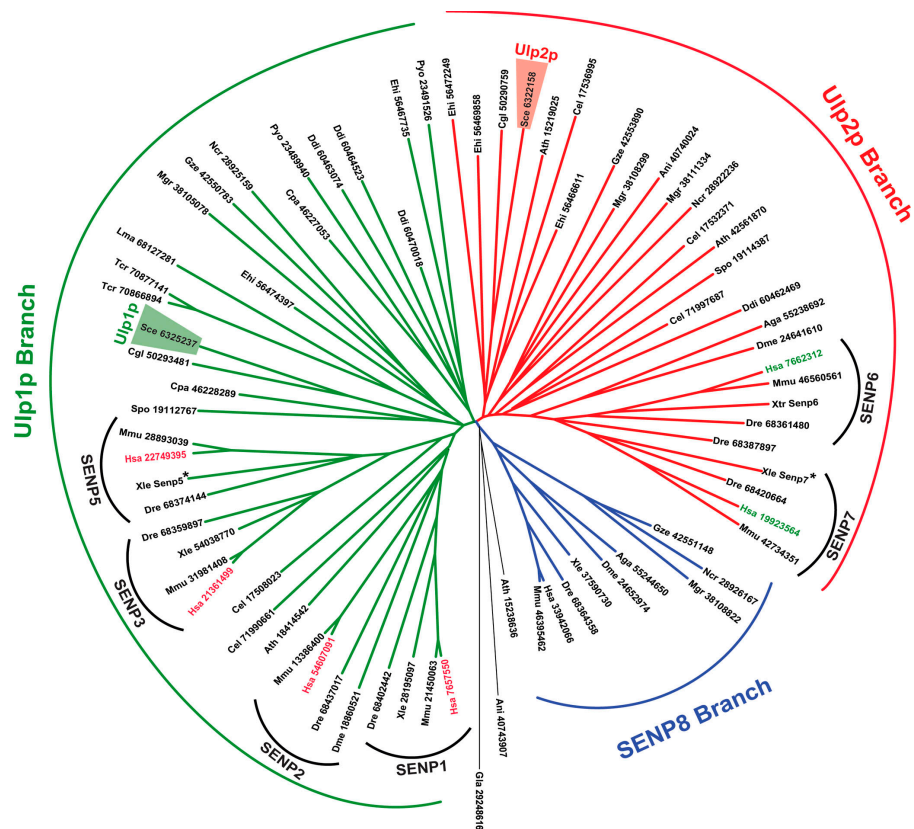 Ulp1p Branch
Ulp2p Branch
SENP8 Branch
Ulp1p
Ulp2p
Ehi 56472249
Ehi 56469858
Cgl 50290759
Sce 6322158
Ath 15219025
Cel 17536995
Ehi 56466611
Gze 42553890
Mgr 38108299
Ani 40740024
Mgr 38111334
Ncr 28922236
Cel 17532371
Ath 42561870
Spo 19114387
Cel 71997687
Ddi 60462469
Aga 55238692
Dme 24641610
Hsa 7662312
Mmu 46560561
Xtr Senp6
Dre 68361480
Dre 68387897
SENP6
Xle Senp7*
Dre 68420664
Hsa 19923564
Mmu 42734351
SENP7
Gze 42551148
Ncr 28926167
Mgr 38108822
Aga 55244650
Dme 24652974
Xle 37590730
Dre 68364358
Hsa 33942066
Mmu 46395462
Ath 15238636
Ani 40743907
Gla 29248616
Hsa 7657550
Mmu 21450063
Xle 28195097
Dre 68402442
SENP1
Dme 18860521
Dre 68437017
Hsa 54607091
Mmu 13386400
SENP2
Ath 18414542
Cel 71990661
Cel 17508023
Hsa 21361499
Mmu 31981408
Xle 54038770
Dre 68359897
SENP3
Dre 68374144
Xle Senp5*
Hsa 22749395
Mmu 28893039
SENP5
Spo 19112767
Cpa 46228289
Cgl 50293481
Sce 6325237
Tcr 70866894
Tcr 70877141
Lma 68127281
Ehi 56474397
Mgr 38105078
Gze 42550783
Ncr 28925159
Cpa 46227053
Pyo 23489940
Ddi 60463074
Ddi 60464523
Ddi 60470018
Ehi 56467735
Pyo 23491526